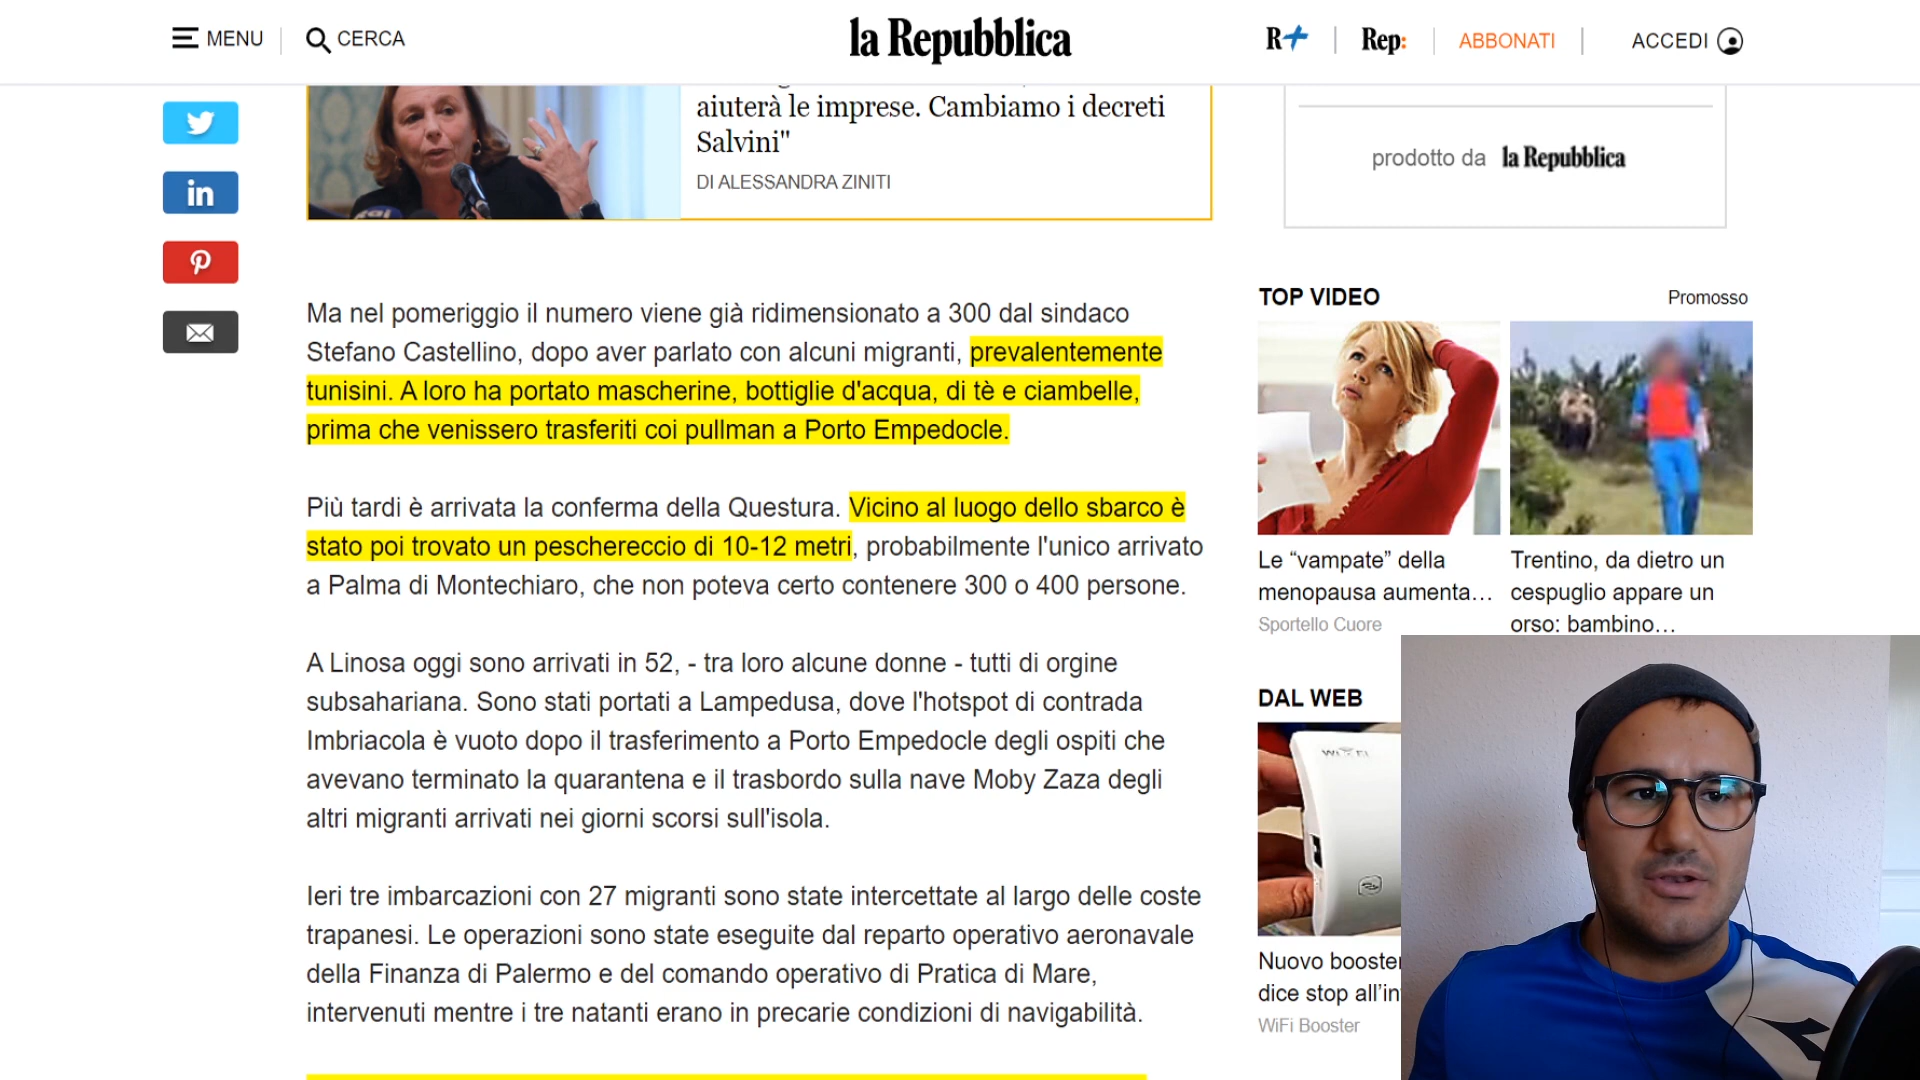 MENU
CERCA
la Repubblica
R+
Rep:
ABBONATI
ACCEDI
aiuterà le imprese. Cambiamo i decreti
Salvini"
DI ALESSANDRA ZINITI
prodotto da la Repubblica
in
Ma nel pomeriggio il numero viene già ridimensionato a 300 dal sindaco
Stefano Castellino, dopo aver parlato con alcuni migranti, prevalentemente
tunisini. A loro ha portato mascherine, bottiglie d'acqua, di tè e ciambelle,
prima che venissero trasferiti coi pullman a Porto Empedocle.
Più tardi è arrivata la conferma della Questura. Vicino al luogo dello sbarco è
stato poi trovato un peschereccio di 10-12 metri, probabilmente l'unico arrivato
a Palma di Montechiaro, che non poteva certo contenere 300 o 400 persone.
A Linosa oggi sono arrivati in 52, - tra loro alcune donne - tutti di orgine
subsahariana. Sono stati portati a Lampedusa, dove l'hotspot di contrada
Imbriacola è vuoto dopo il trasferimento a Porto Empedocle degli ospiti che
avevano terminato la quarantena e il trasbordo sulla nave Moby Zaza degli
altri migranti arrivati nei giorni scorsi sull'isola.
Ieri tre imbarcazioni con 27 migranti sono state intercettate al largo delle coste
trapanesi. Le operazioni sono state eseguite dal reparto operativo aeronavale
della Finanza di Palermo e del comando operativo di Pratica di Mare,
intervenuti mentre i tre natanti erano in precarie condizioni di navigabilità.
TOP VIDEO
Promosso
Le “vampate” della
menopausa aumenta…
Sportello Cuore
Trentino, da dietro un
cespuglio appare un
orso: bambino…
DAL WEB
Nuovo booster
dice stop all’in
WiFi Booster